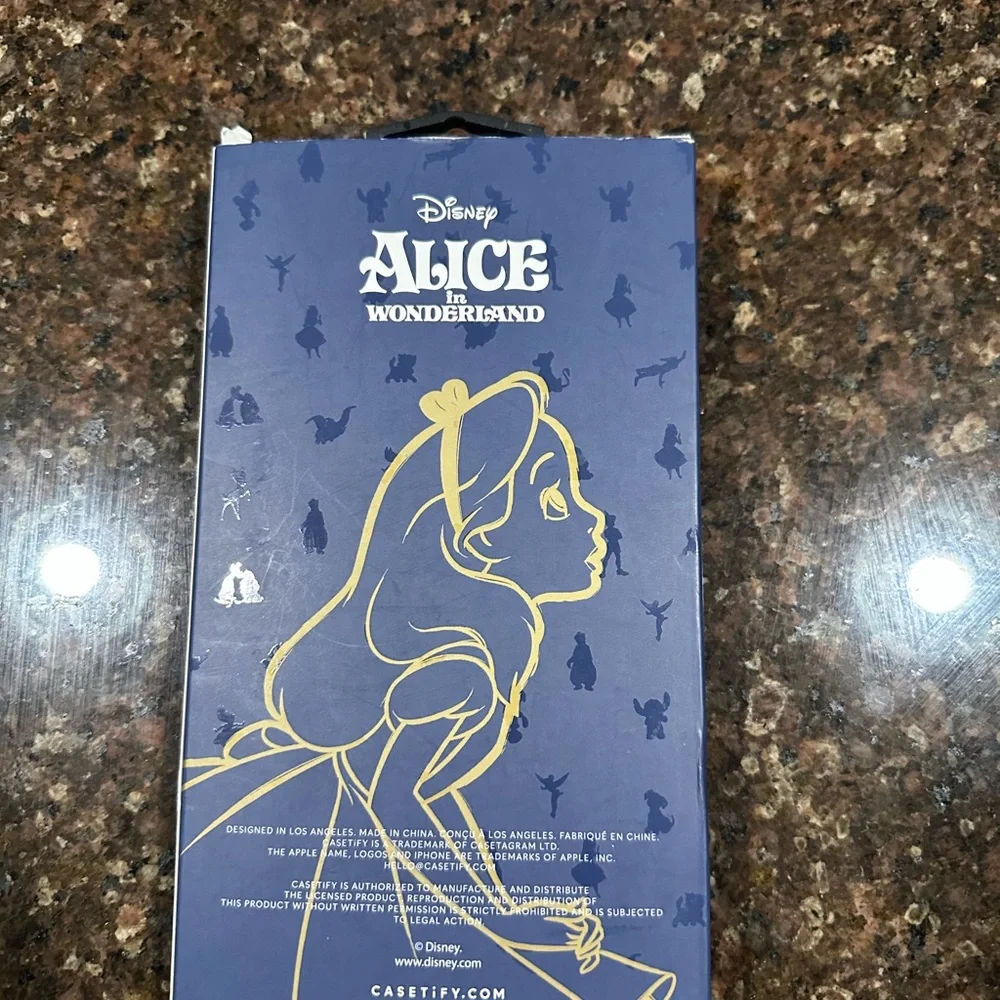 Disney
ALICE
in
WONDERLAND
DESIGNED IN LOS ANGELES. MADE IN CHINA. CONÇU À LOS ANGELES. FABRIQUÉ EN CHINE.
CASETiFY IS A TRADEMARK OF CASETAGRAM LTD.
THE APPLE NAME, LOGOS AND IPHONE ARE TRADEMARKS OF APPLE, INC.
HELLO@CASETiFY.COM
CASETiFY IS AUTHORIZED TO MANUFACTURE AND DISTRIBUTE
THE LICENSED PRODUCT. REPRODUCTION AND DISTRIBUTION OF
THIS PRODUCT WITHOUT WRITTEN PERMISSION IS STRICTLY PROHIBITED AND IS SUBJECTED
TO LEGAL ACTION.
© Disney.
www.disney.com
CASETiFY.COM